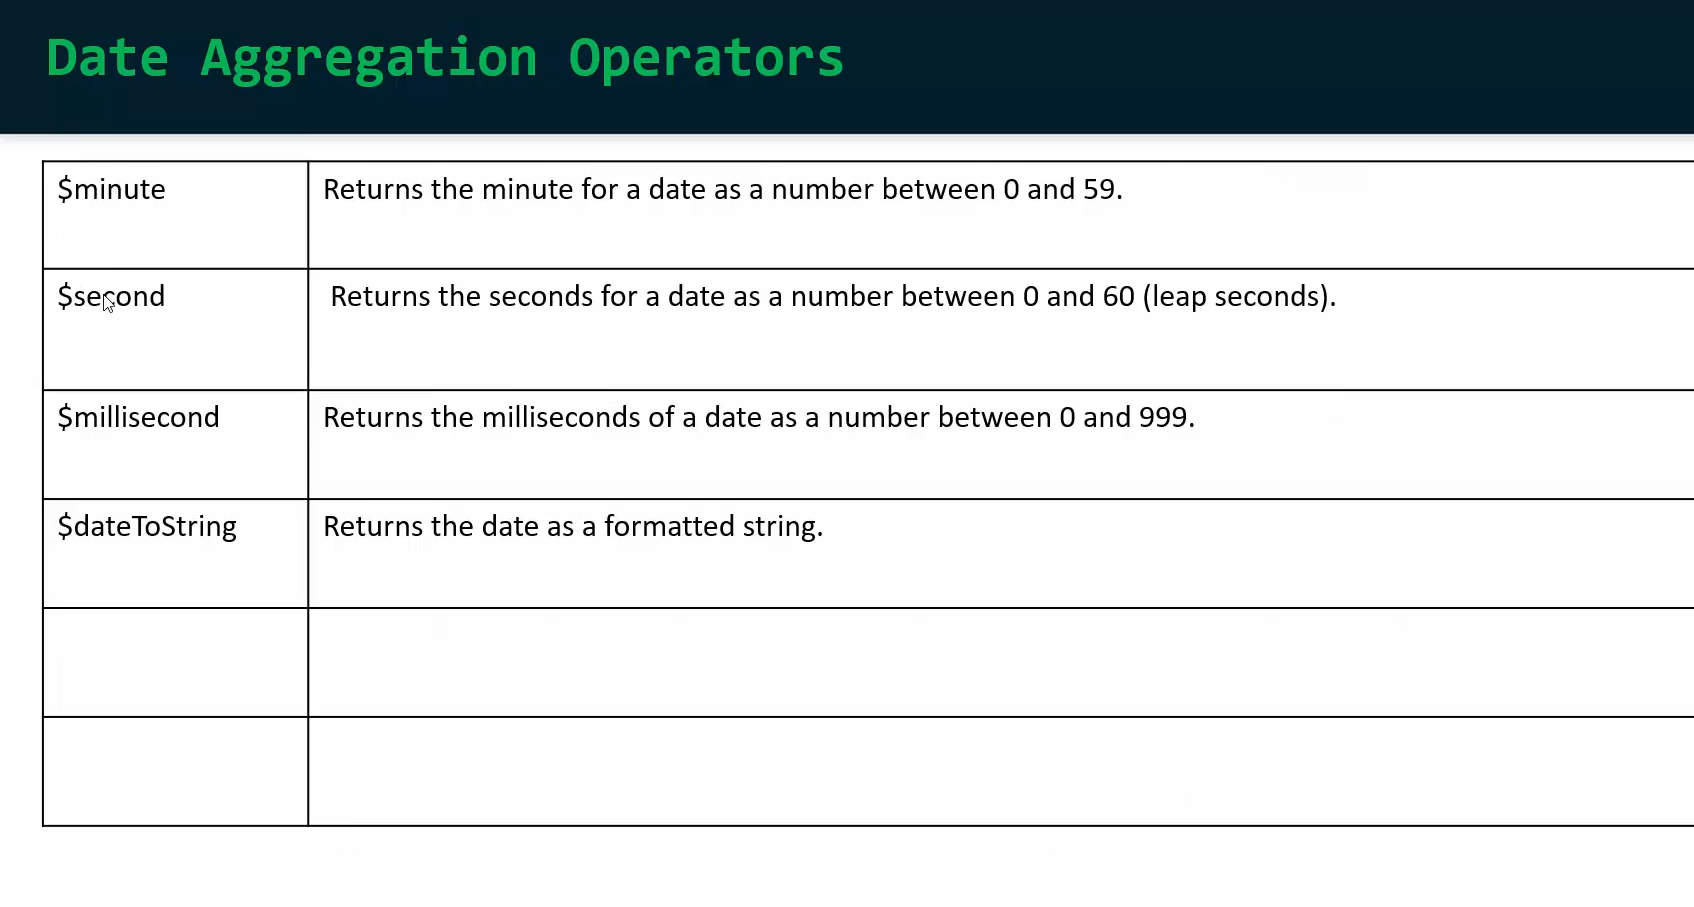 Date Aggregation Operators
$minute
Returns the minute for a date as a number between 0 and 59.
$second
Returns the seconds for a date as a number between 0 and 60 (leap seconds).
$millisecond
Returns the milliseconds of a date as a number between 0 and 999.
$dateToString
Returns the date as a formatted string.